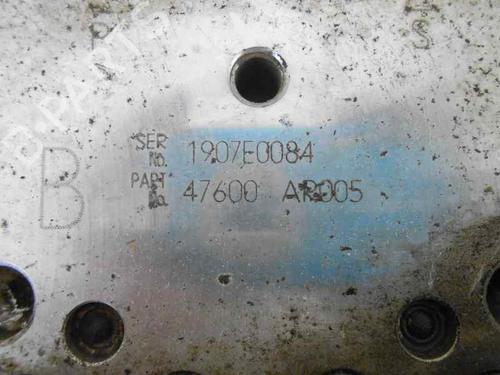 B-PARTS
S
SER No. 1907E0084
PART No. 47600 AR005
B